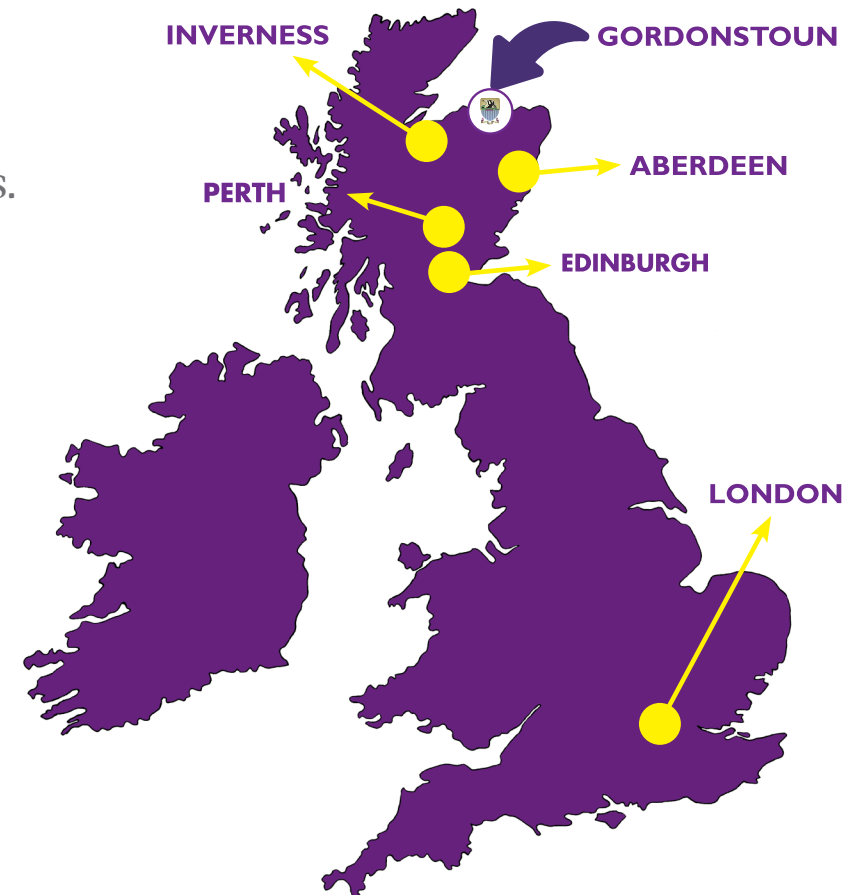 INVERNESS
GORDONSTOUN
ABERDEEN
s.
PERTH
EDINBURGH
LONDON